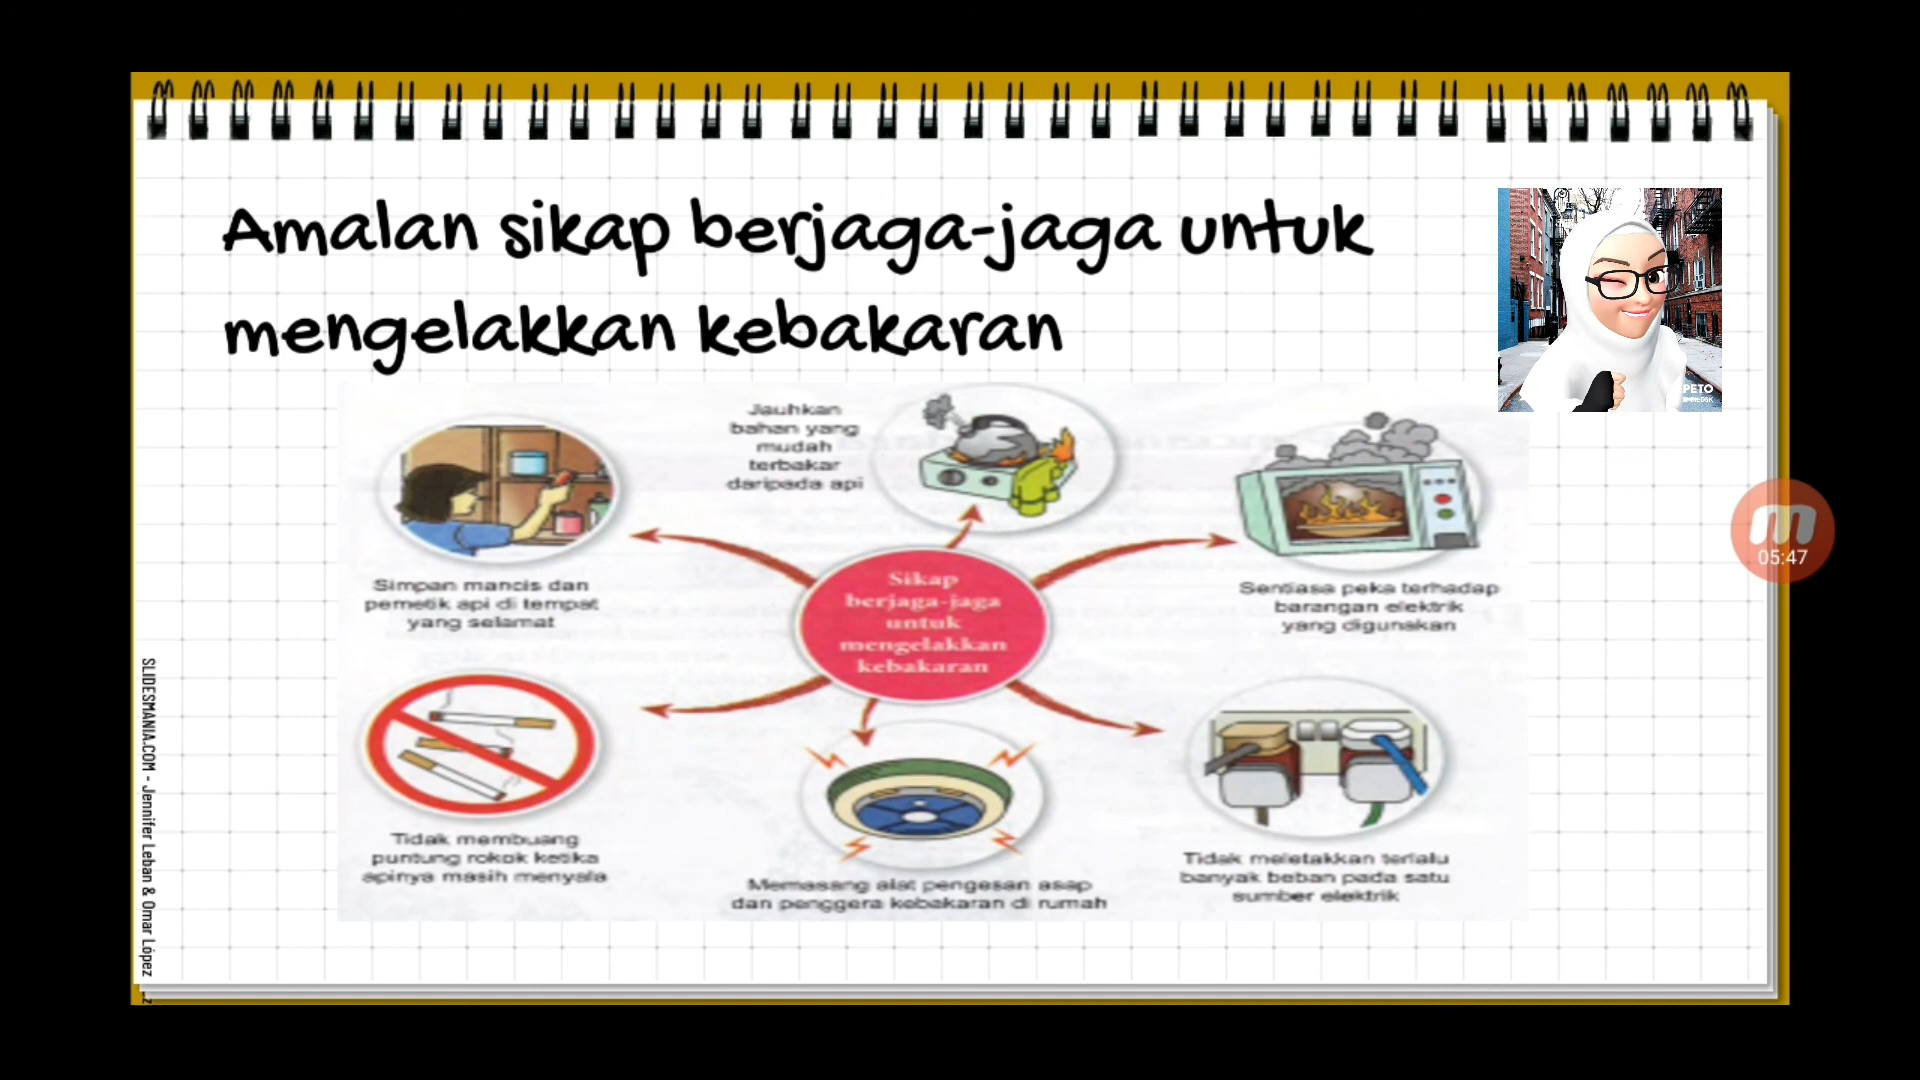 Amalan sikap berjaga-jaga untuk
mengelakkan kebakaran
PETO
05:47
Jauhkan
bahan yang
mudah
terbakar
daripada api
Simpan mancis dan
pemetik api di tempat
yang selamat
Sentiasa peka terhadap
barangan elektrik
yang digunakan
Sikap
berjaga-jaga
untuk
mengelakkan
kebakaran
Tidak membuang
puntung rokok ketika
apinya masih menyala
Memasang alat pengesan asap
dan penggera kebakaran di rumah
Tidak meletakkan terlalu
banyak beban pada satu
sumber elektrik
SLIDESMANIA.COM - Jennifer Leban & Omar López